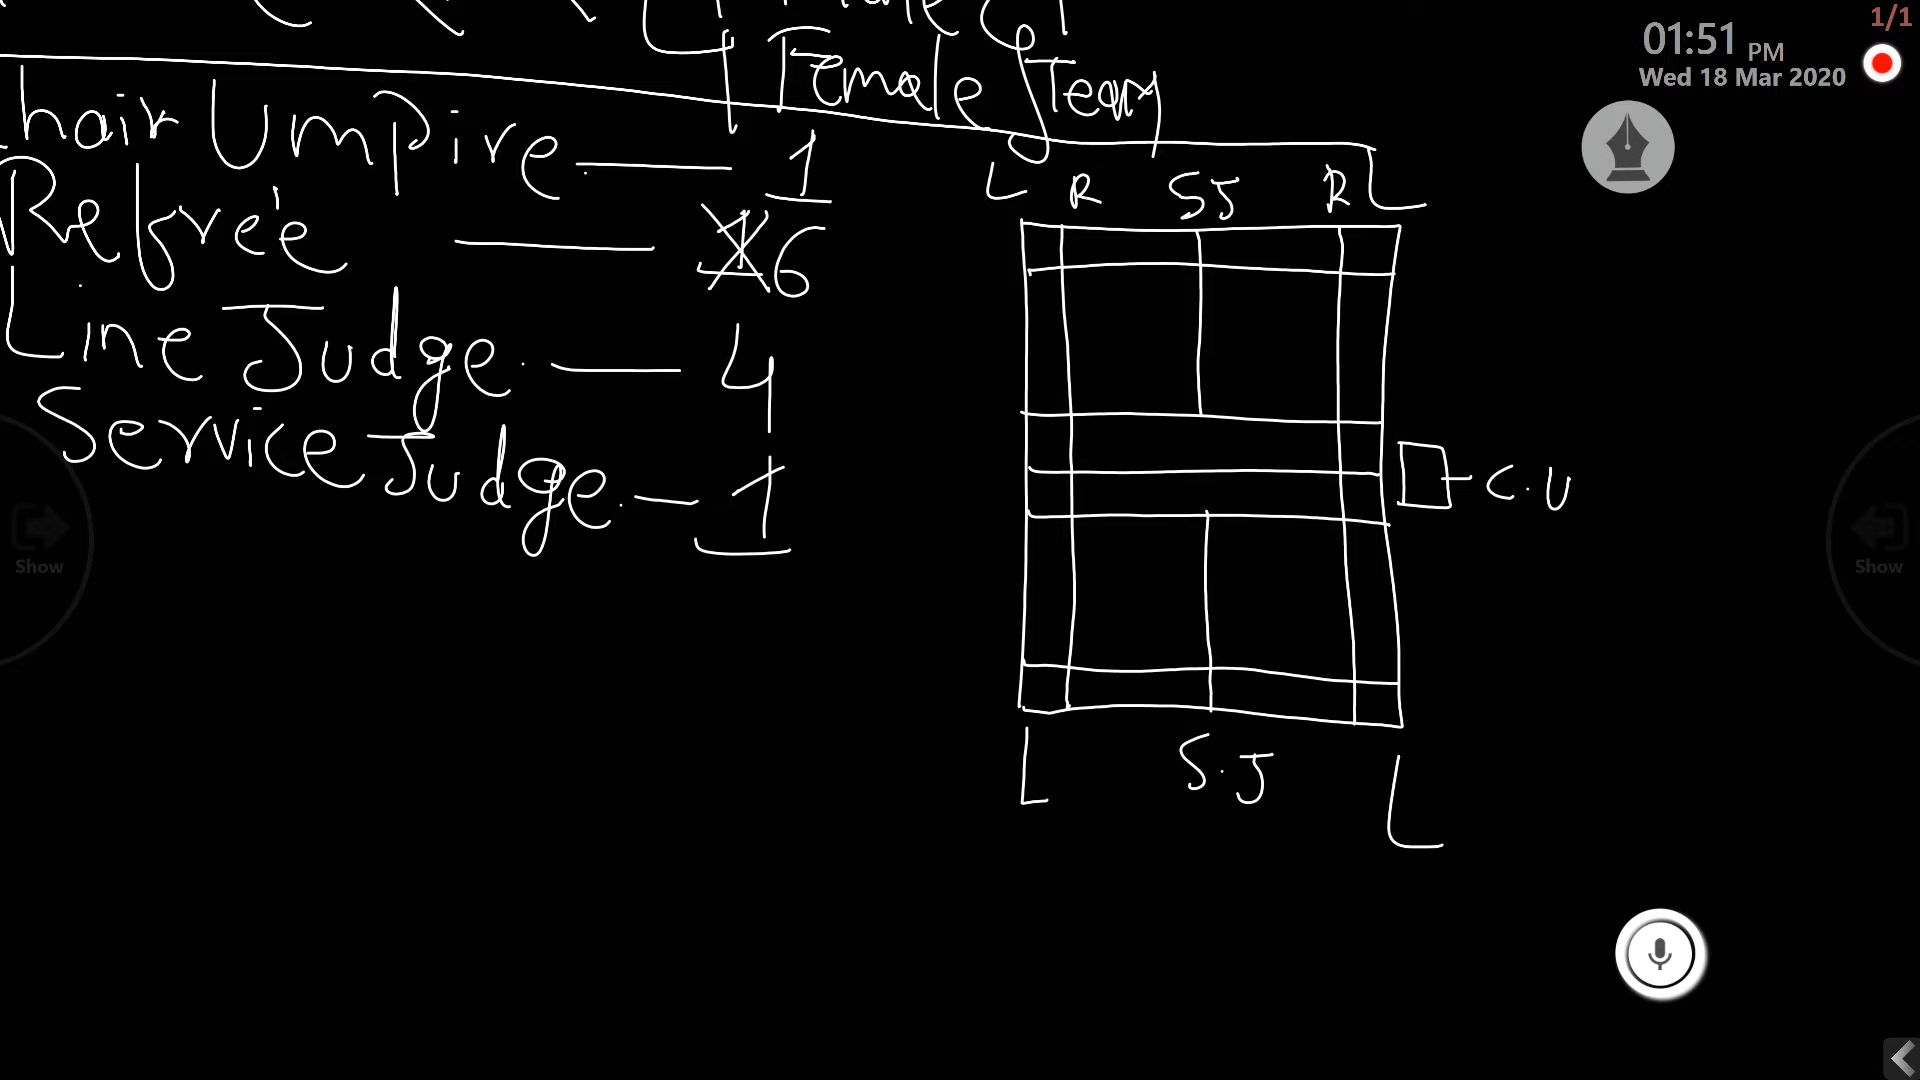 Female Team
hair Umpire — 1
Refreé — 6
Line Judge — 4
Service Judge — 1
L R SJ R L
C.U
L S.J L
01:51 PM
Wed 18 Mar 2020
1/1
Show
Show